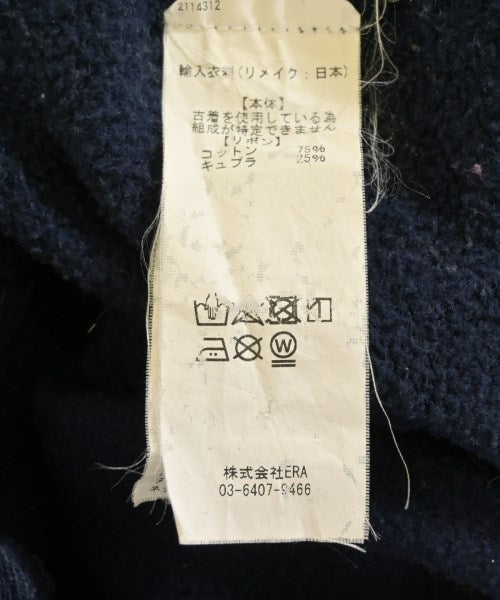 2114312
輸入衣料(リメイク:日本)
【本体】
古着を使用している為
組成が特定できません
【リボン】
コットン 75%
キュプラ 25%
W
株式会社ERA
03-6407-9466